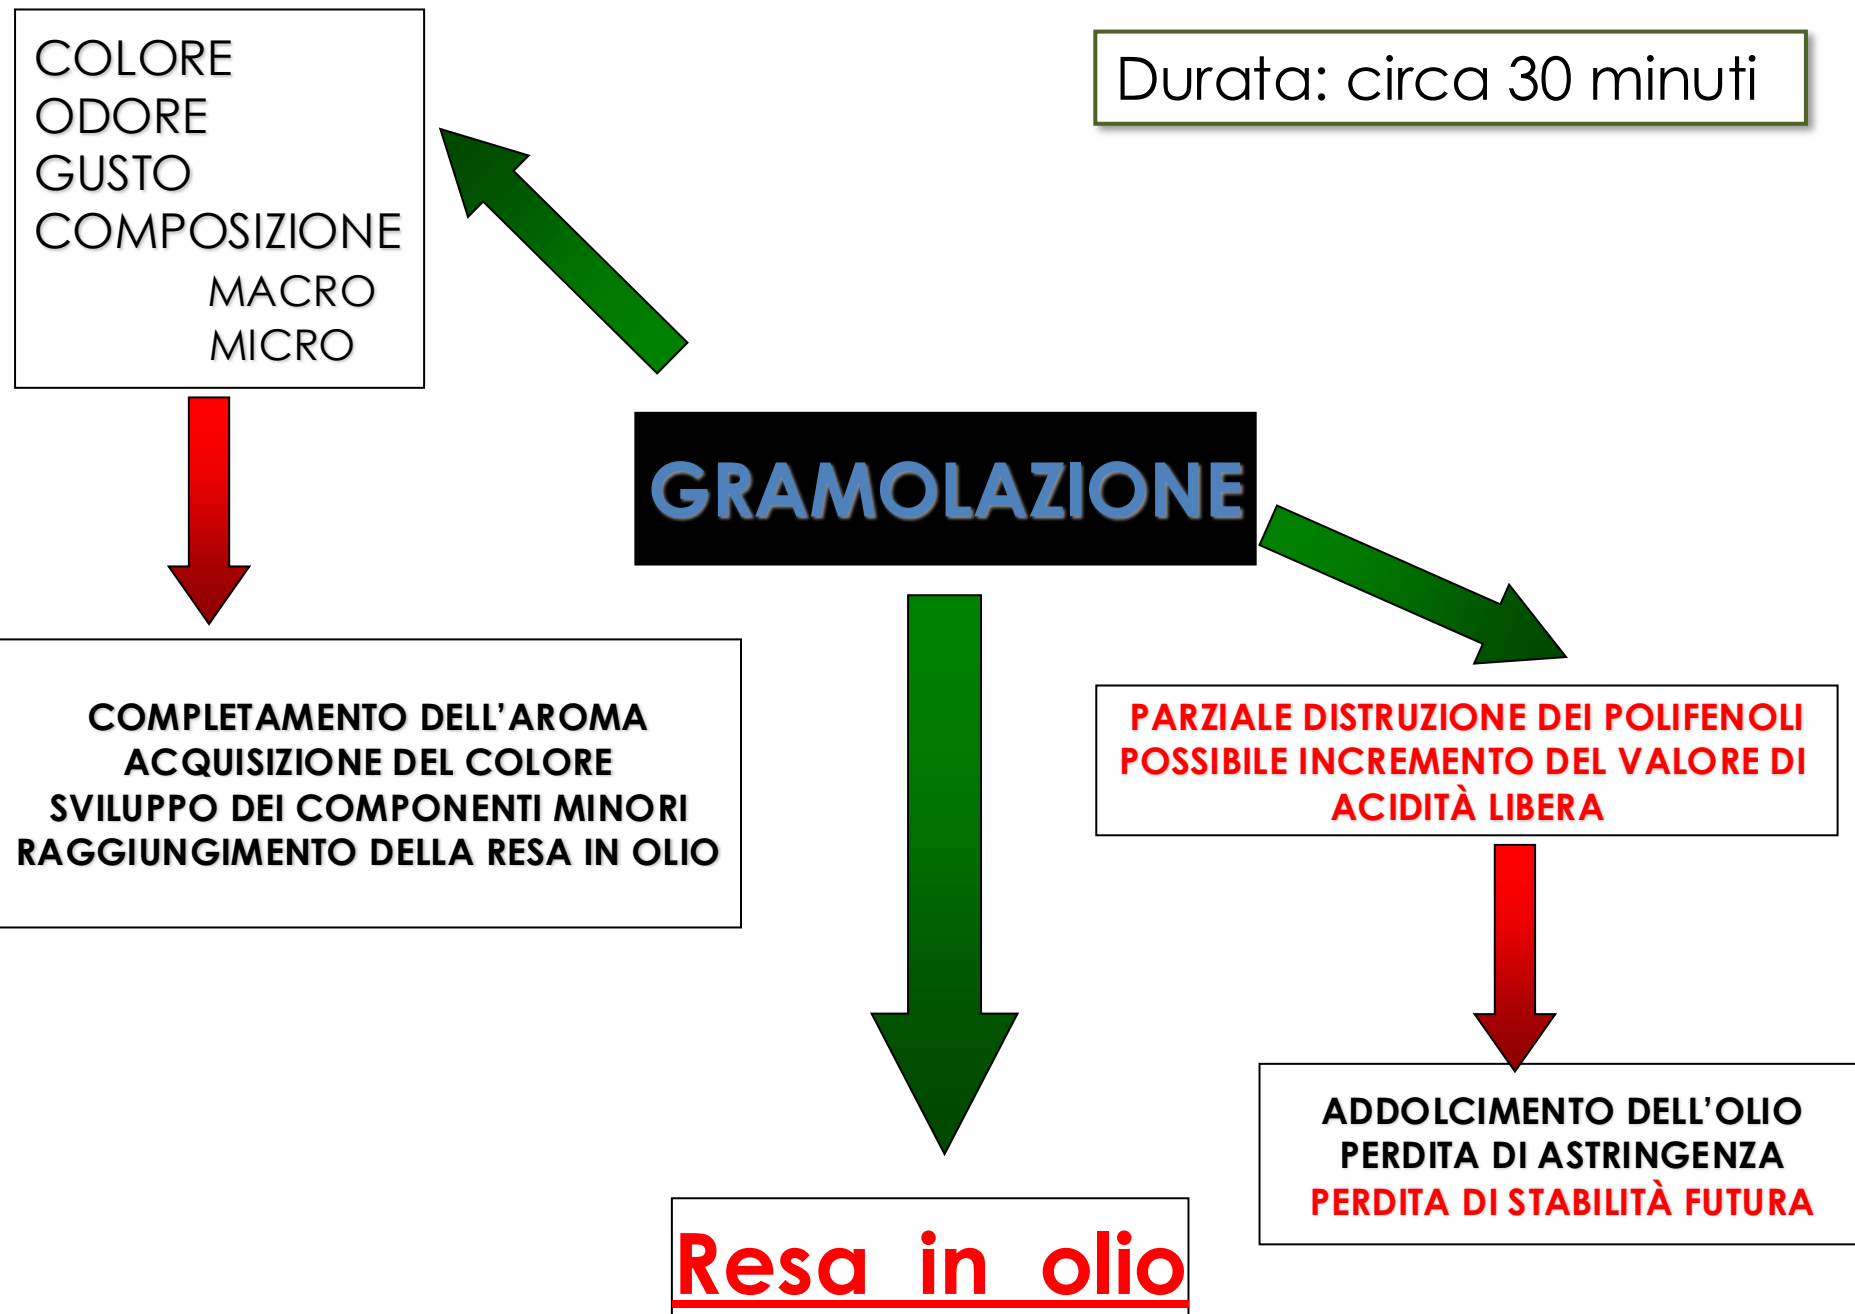 COLORE
ODORE
GUSTO
COMPOSIZIONE
MACRO
MICRO
Durata: circa 30 minuti
GRAMOLAZIONE
COMPLETAMENTO DELL’AROMA
ACQUISIZIONE DEL COLORE
SVILUPPO DEI COMPONENTI MINORI
RAGGIUNGIMENTO DELLA RESA IN OLIO
PARZIALE DISTRUZIONE DEI POLIFENOLI
POSSIBILE INCREMENTO DEL VALORE DI
ACIDITÀ LIBERA
ADDOLCIMENTO DELL’OLIO
PERDITA DI ASTRINGENZA
PERDITA DI STABILITÀ FUTURA
Resa in olio